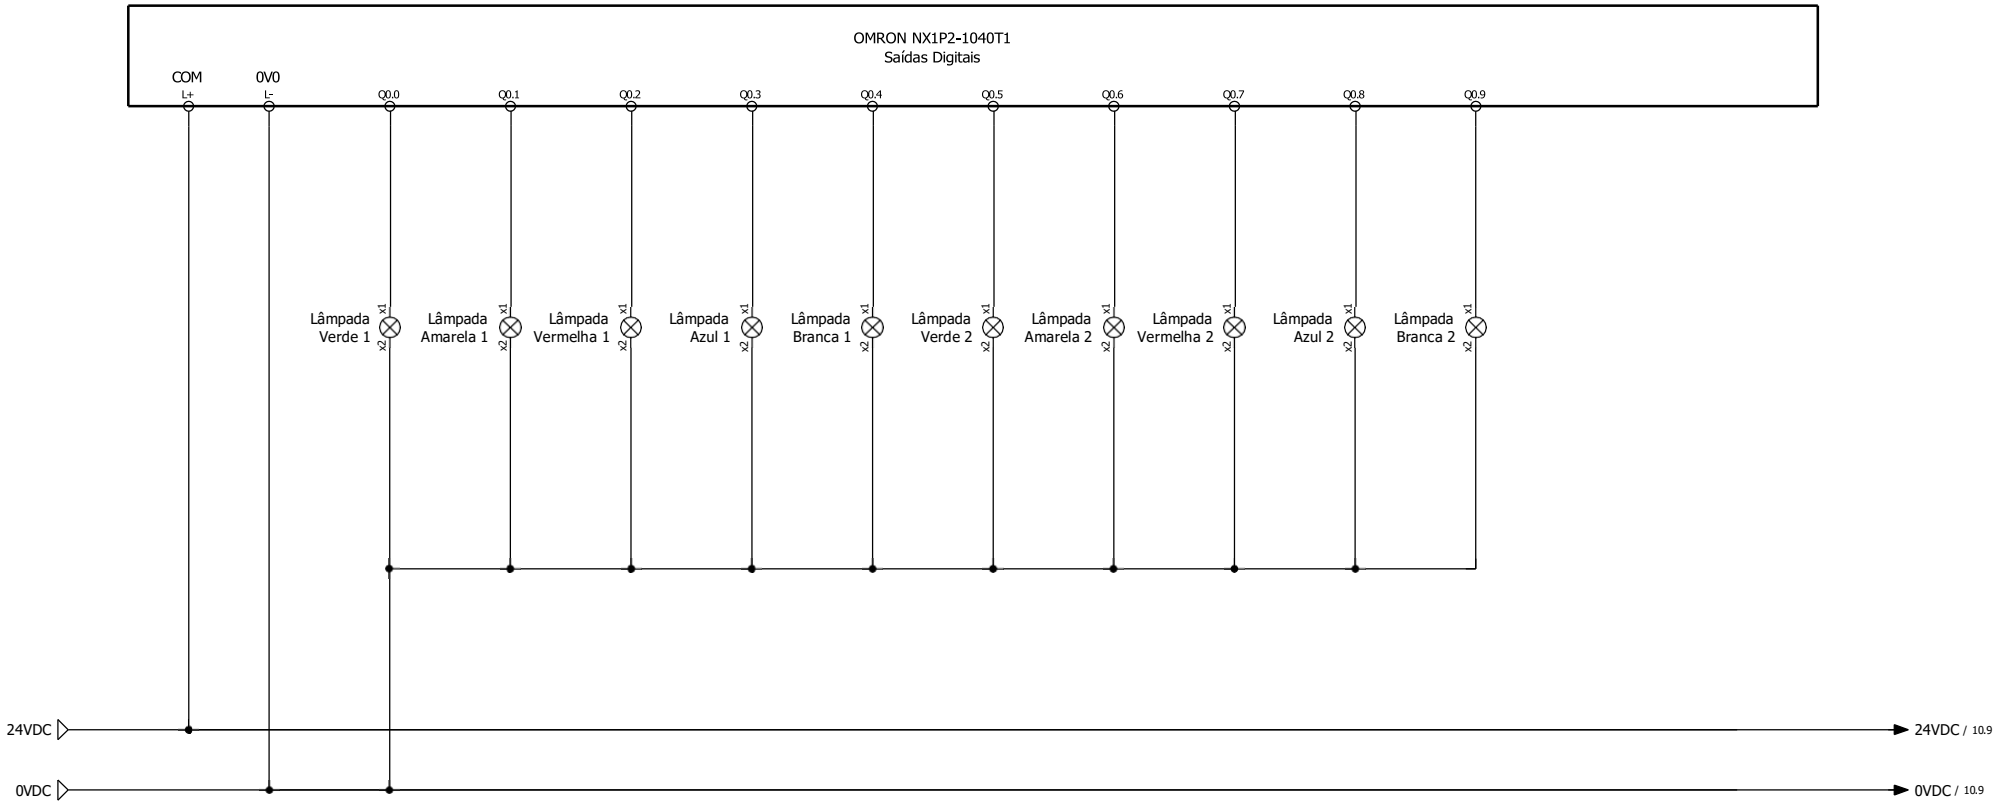 OMRON NX1P2-1040T1
Saídas Digitais
COM 0V0
L+ L- Q0.0 Q0.1 Q0.2 Q0.3 Q0.4 Q0.5 Q0.6 Q0.7 Q0.8 Q0.9
x1 x1 x1 x1 x1 x1 x1 x1 x1 x1
Lâmpada Lâmpada Lâmpada Lâmpada Lâmpada Lâmpada Lâmpada Lâmpada Lâmpada Lâmpada
Verde 1 Amarela 1 Vermelha 1 Azul 1 Branca 1 Verde 2 Amarela 2 Vermelha 2 Azul 2 Branca 2
x2 x2 x2 x2 x2 x2 x2 x2 x2 x2
24VDC 24VDC / 10.9
0VDC 0VDC / 10.9